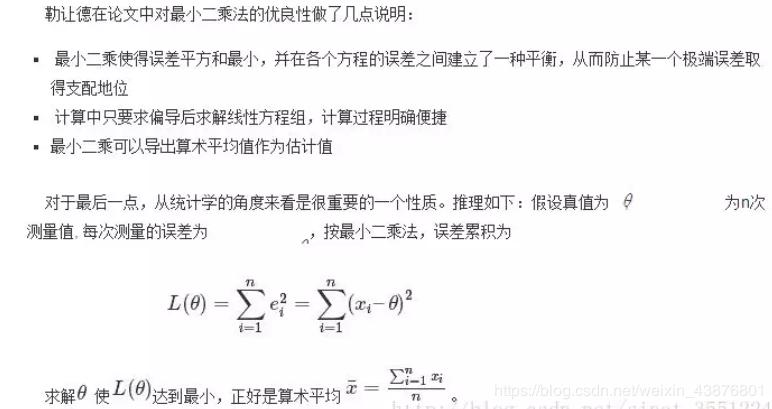 勒让德在论文中对最小二乘法的优良性做了几点说明：
▪ 最小二乘使得误差平方和最小，并在各个方程的误差之间建立了一种平衡，从而防止某一个极端误差取
得支配地位
▪ 计算中只要求偏导后求解线性方程组，计算过程明确便捷
▪ 最小二乘可以导出算术平均值作为估计值
对于最后一点，从统计学的角度来看是很重要的一个性质。推理如下：假设真值为 θ 为n次
测量值, 每次测量的误差为 ，按最小二乘法，误差累积为
L(θ) = ∑_{i=1}^{n} e_i^2 = ∑_{i=1}^{n} (x_i − θ)^2
求解θ 使L(θ)达到最小，正好是算术平均 x̄ = \frac{∑_{i=1}^{n} x_i}{n} 。
https://blog.csdn.net/weixin_43876801